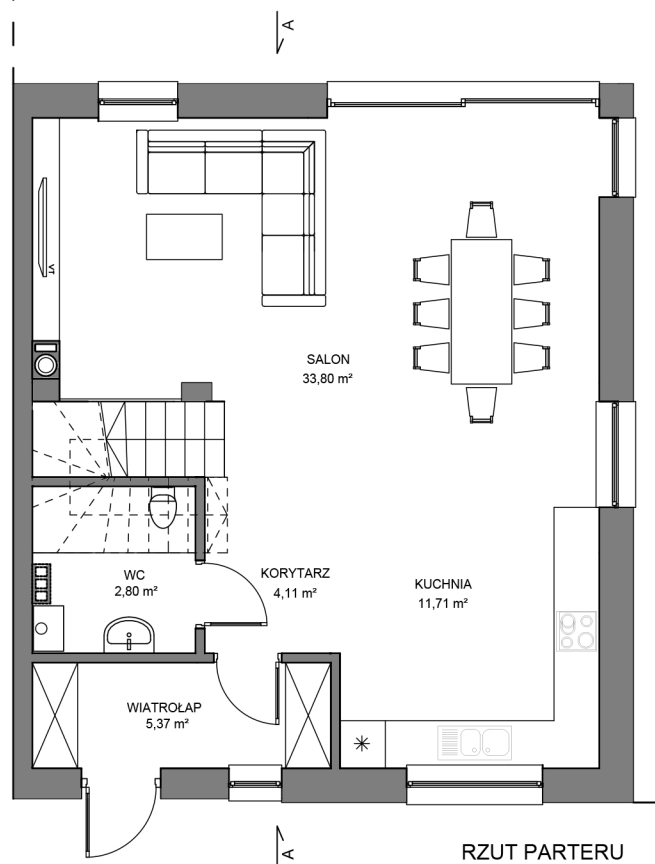 A
TV
SALON
33,80 m²
WC
2,80 m²
KORYTARZ
4,11 m²
KUCHNIA
11,71 m²
WIATROŁAP
5,37 m²
A
RZUT PARTERU